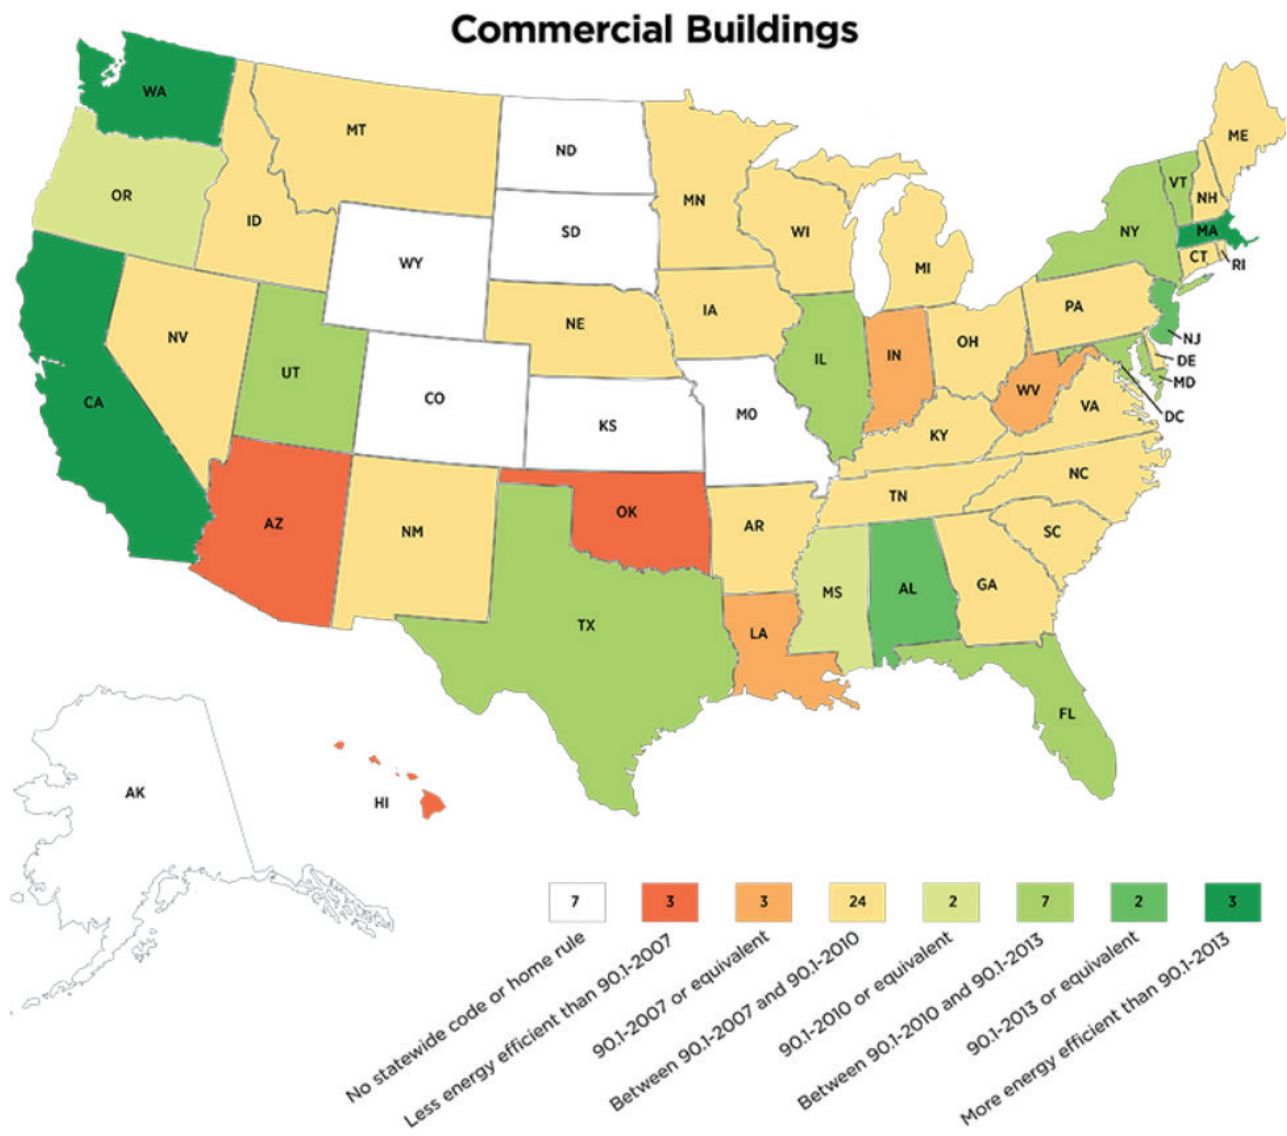 Commercial Buildings
WA
MT
ND
MN
ME
OR
ID
SD
WI
VT
NH
NY
MA
WY
MI
CT
RI
NV
NE
IA
PA
UT
CO
IL
IN
OH
NJ
DE
MD
DC
CA
KS
MO
WV
VA
KY
AZ
NM
OK
AR
TN
NC
SC
MS
AL
GA
TX
LA
FL
AK
HI
7
3
3
24
2
7
2
3
No statewide code or home rule
Less energy efficient than 90.1-2007
90.1-2007 or equivalent
Between 90.1-2007 and 90.1-2010
90.1-2010 or equivalent
Between 90.1-2010 and 90.1-2013
90.1-2013 or equivalent
More energy efficient than 90.1-2013